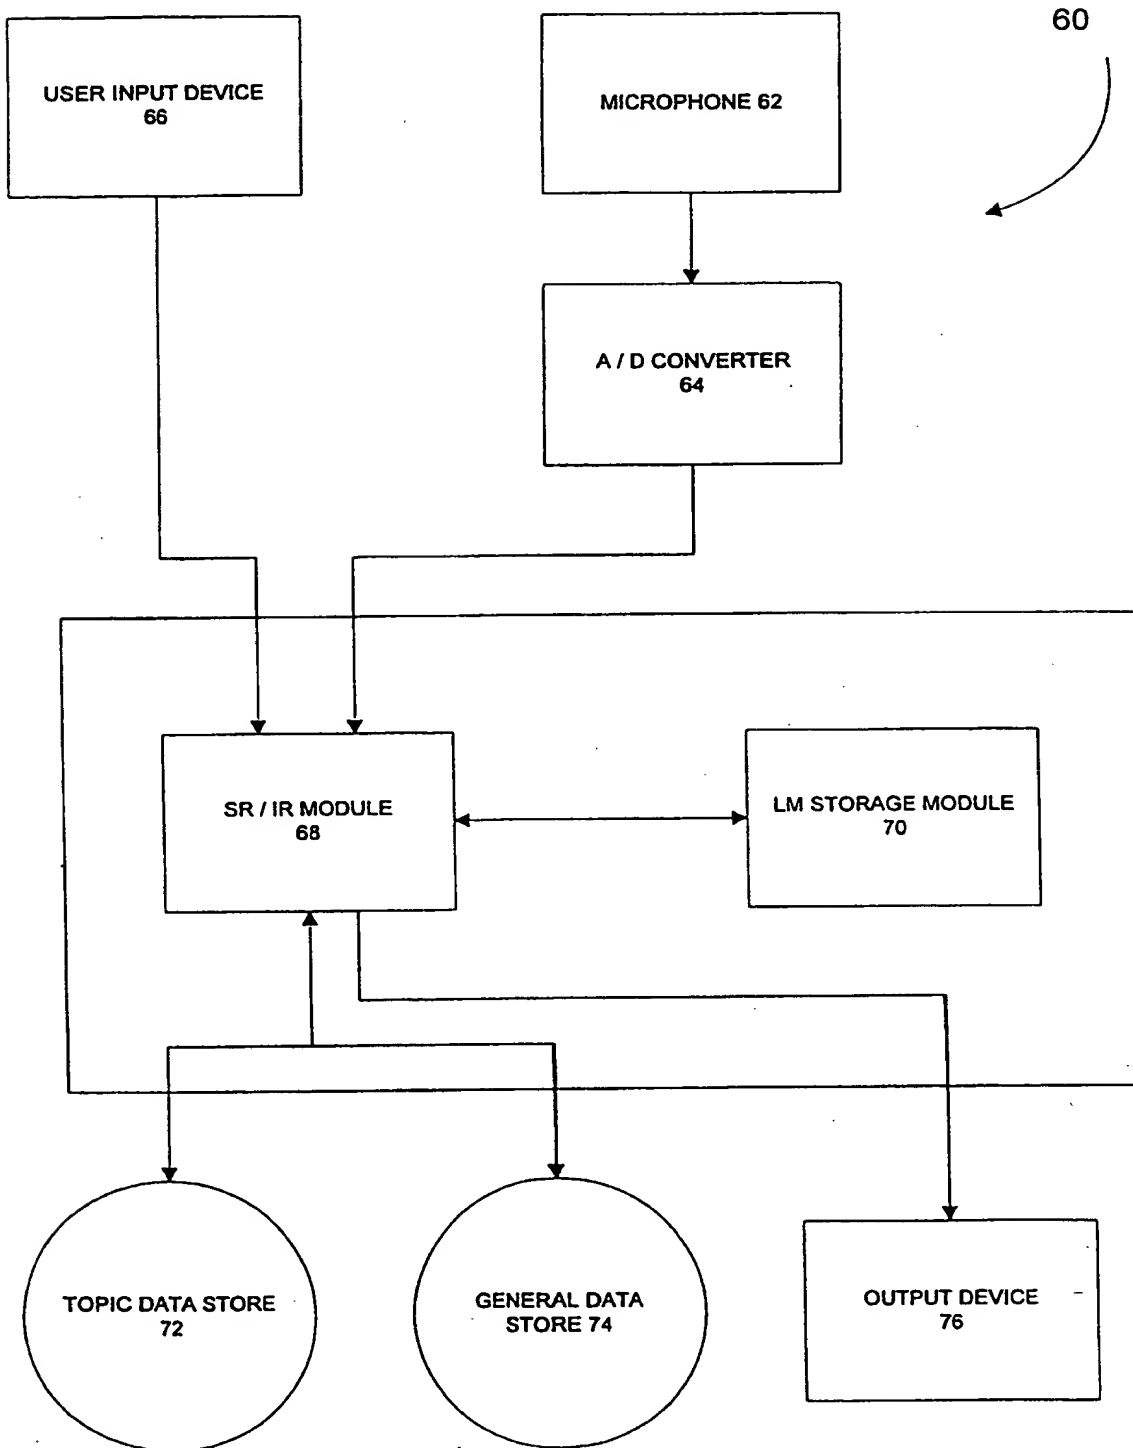 60
USER INPUT DEVICE
66
MICROPHONE 62
A / D CONVERTER
64
SR / IR MODULE
68
LM STORAGE MODULE
70
TOPIC DATA STORE
72
GENERAL DATA
STORE 74
OUTPUT DEVICE
76